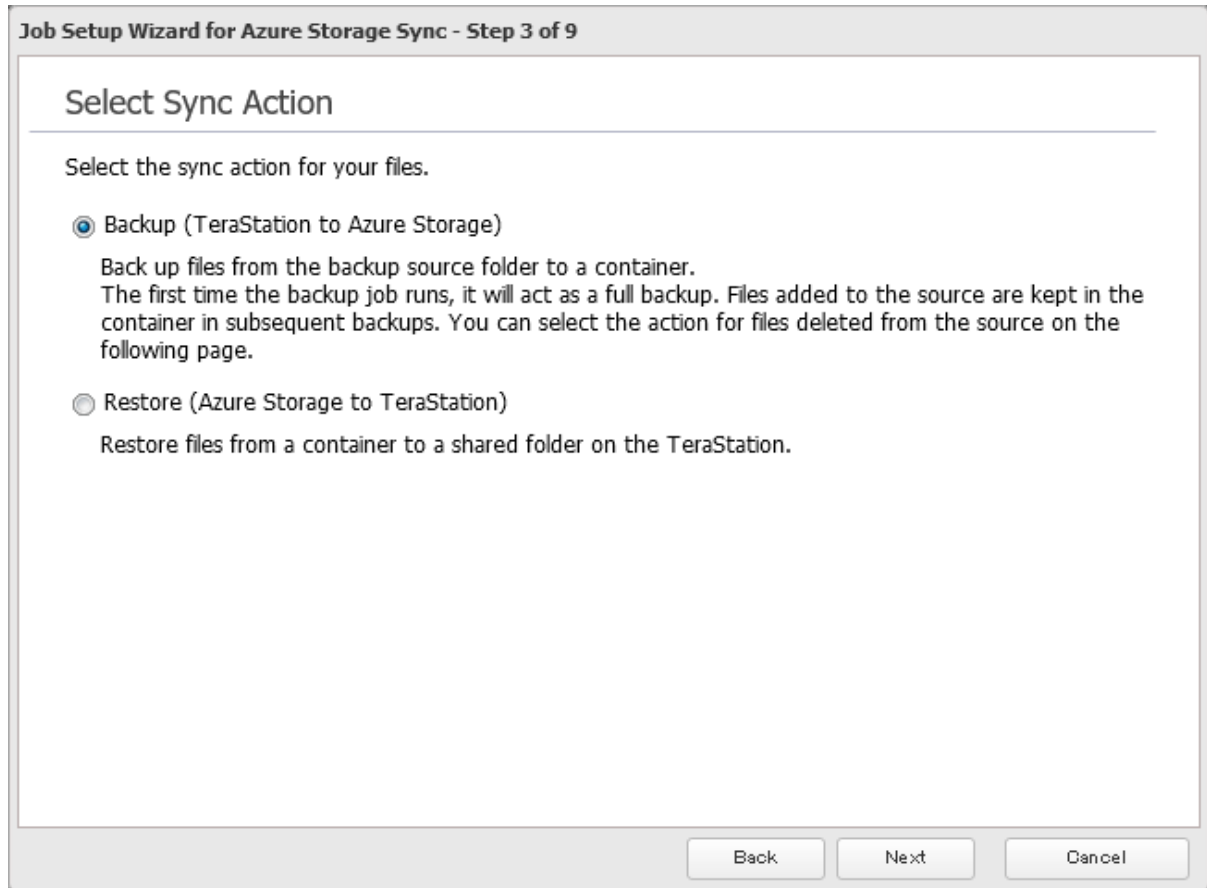 Job Setup Wizard for Azure Storage Sync - Step 3 of 9
Select Sync Action
Select the sync action for your files.
Backup (TeraStation to Azure Storage)
Back up files from the backup source folder to a container.
The first time the backup job runs, it will act as a full backup. Files added to the source are kept in the
container in subsequent backups. You can select the action for files deleted from the source on the
following page.
Restore (Azure Storage to TeraStation)
Restore files from a container to a shared folder on the TeraStation.
Back
Next
Cancel